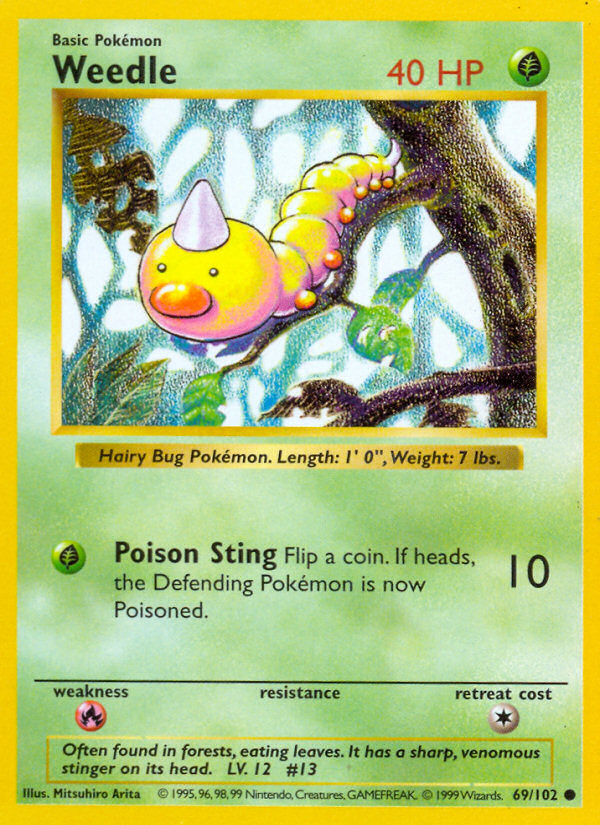 Basic Pokémon
Weedle 40 HP
Hairy Bug Pokémon. Length: 1' 0", Weight: 7 lbs.
Poison Sting Flip a coin. If heads, 10
the Defending Pokémon is now
Poisoned.
weakness resistance retreat cost
Often found in forests, eating leaves. It has a sharp, venomous
stinger on its head. LV. 12 #13
Illus. Mitsuhiro Arita © 1995, 96, 98, 99 Nintendo, Creatures, GAMEFREAK. © 1999 Wizards. 69/102